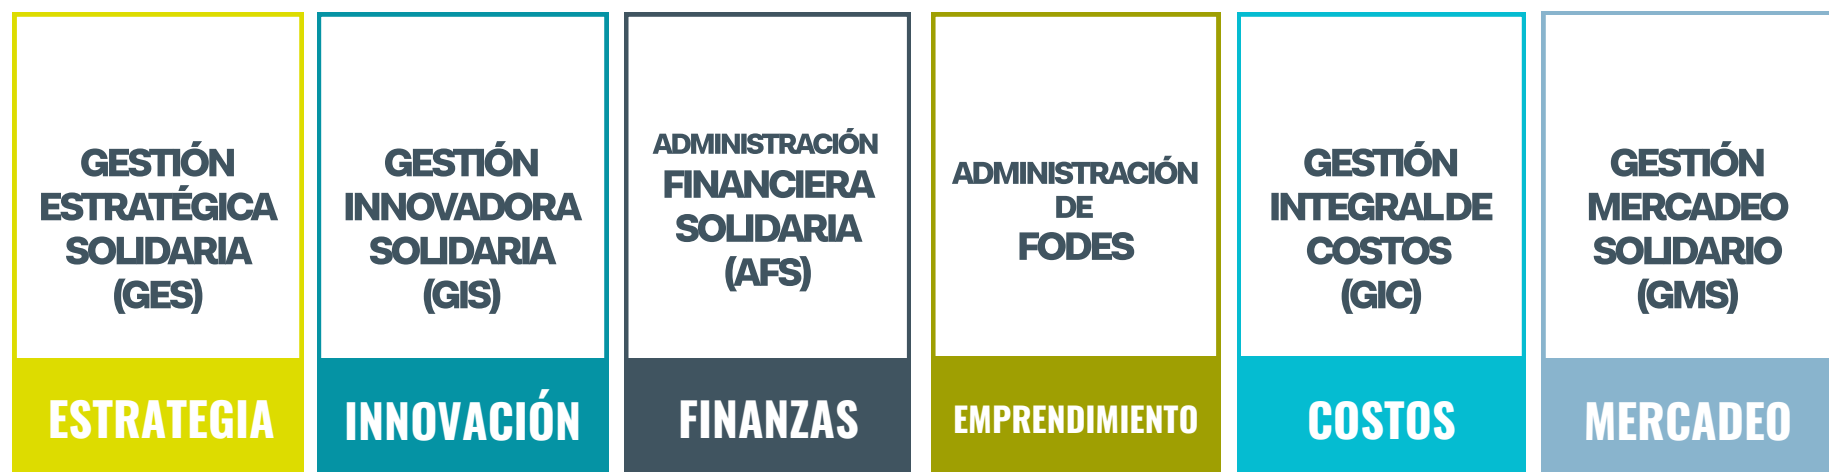 GESTIÓN
ESTRATÉGICA
SOLIDARIA
(GES)
ESTRATEGIA
GESTIÓN
INNOVADORA
SOLIDARIA
(GIS)
INNOVACIÓN
ADMINISTRACIÓN
FINANCIERA
SOLIDARIA
(AFS)
FINANZAS
ADMINISTRACIÓN
DE
FODES
EMPRENDIMIENTO
GESTIÓN
INTEGRAL DE
COSTOS
(GIC)
COSTOS
GESTIÓN
MERCADEO
SOLIDARIO
(GMS)
MERCADEO